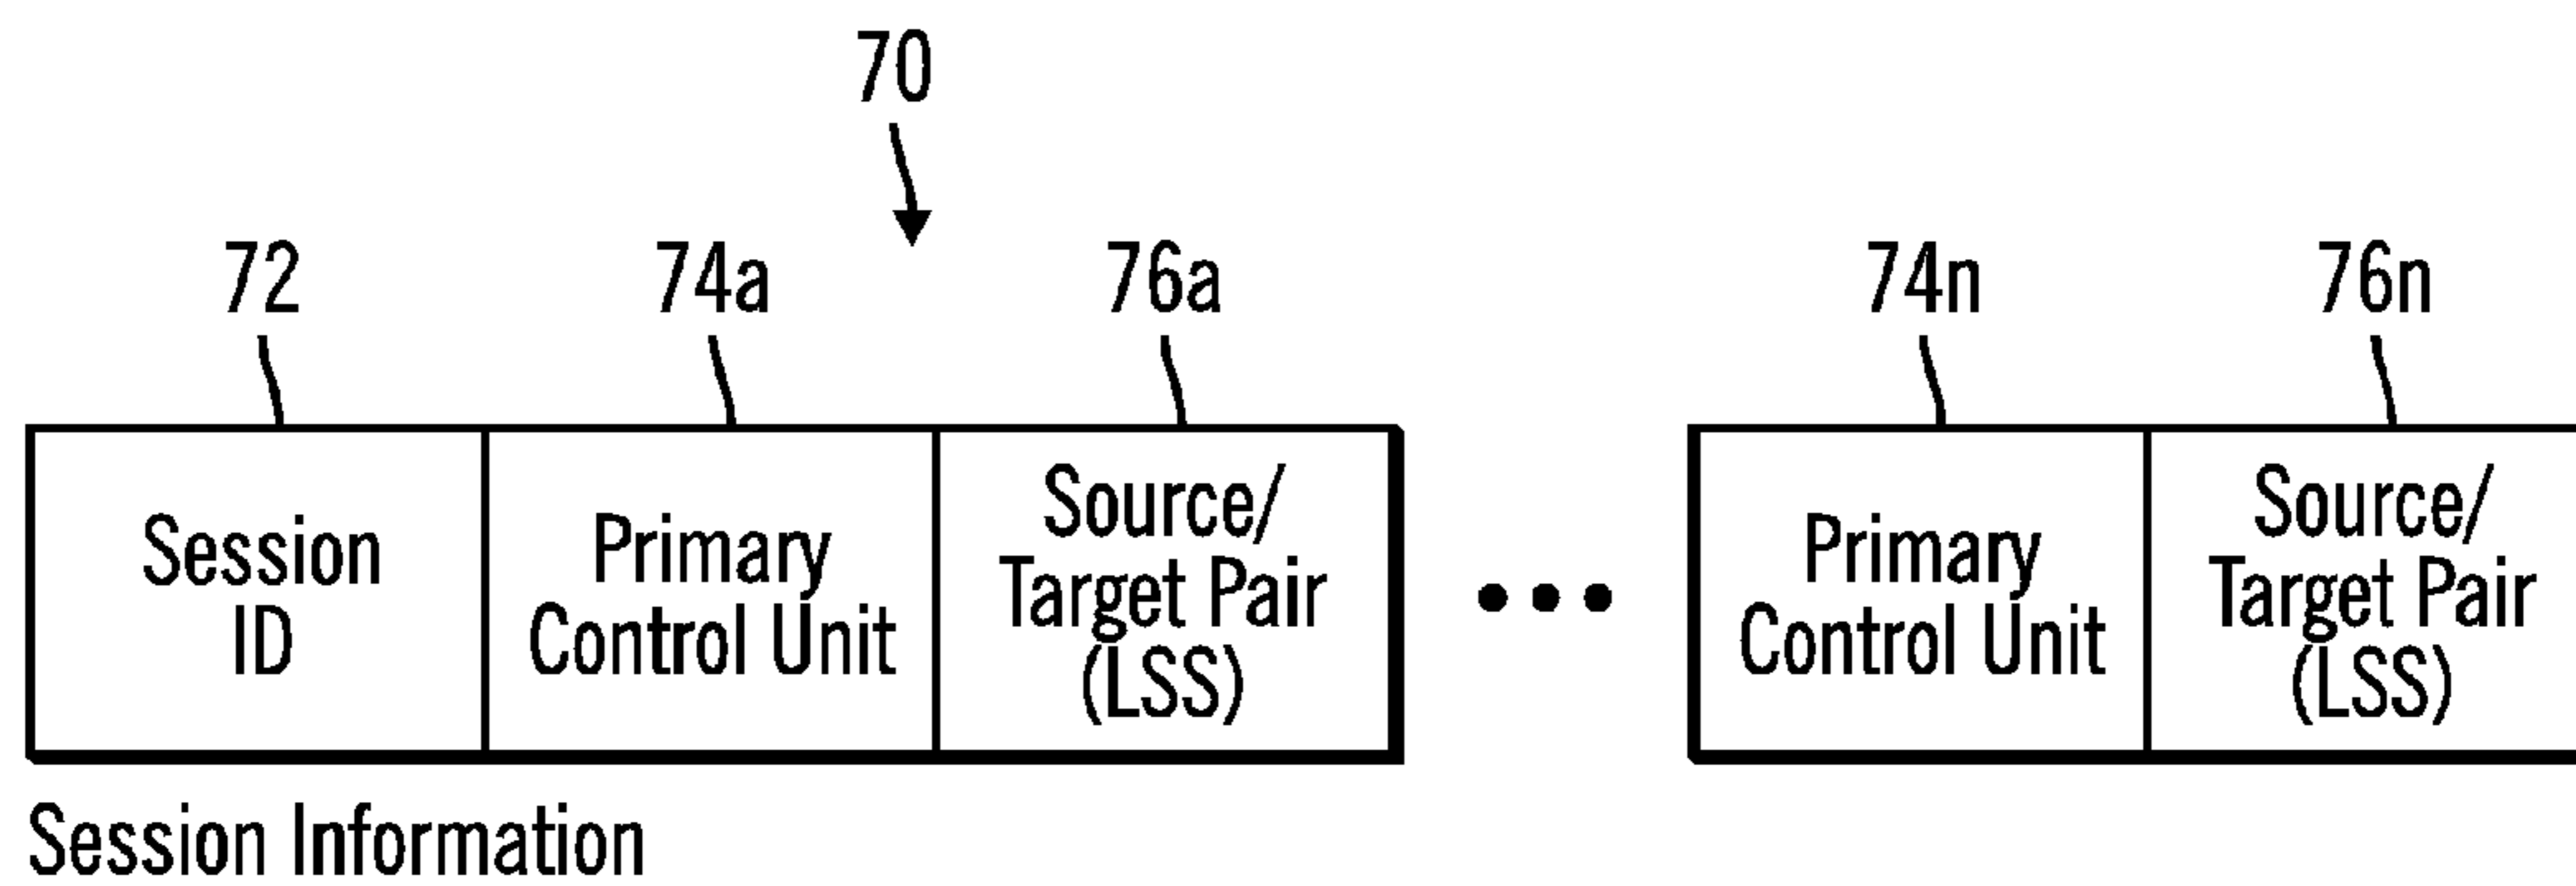 70
72
74a
76a
74n
76n
Session
ID
Primary
Control Unit
Source/
Target Pair
(LSS)
Primary
Control Unit
Source/
Target Pair
(LSS)
Session Information